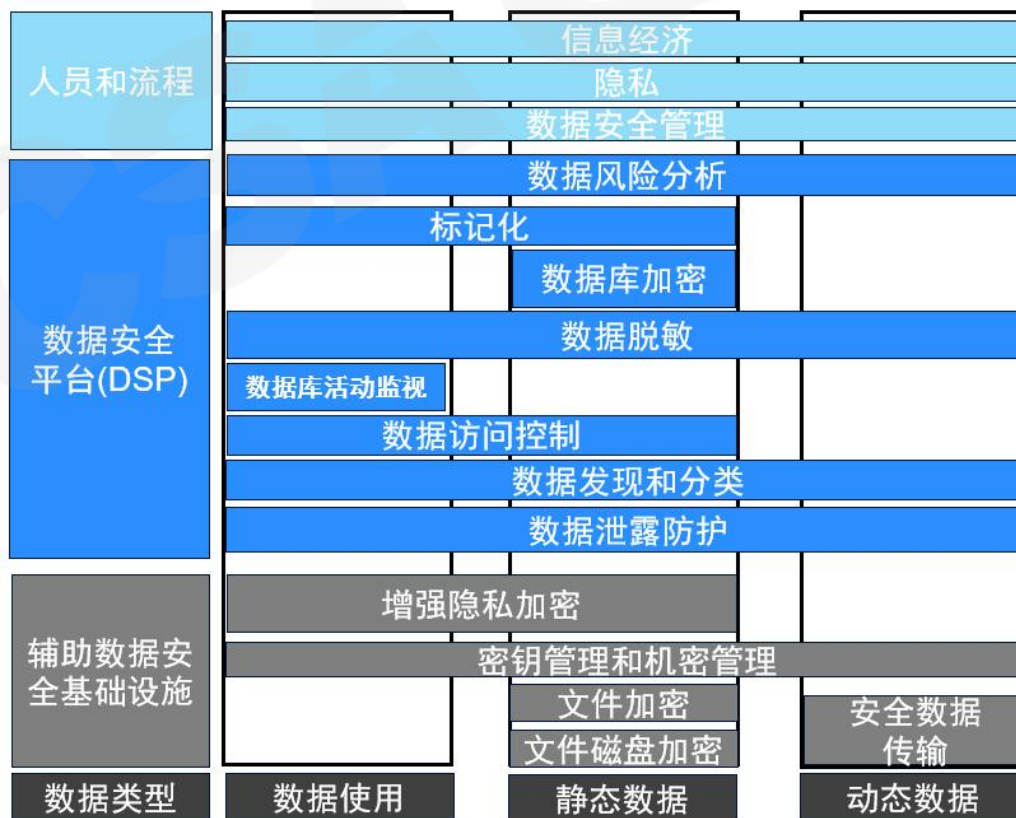 人员和流程
信息经济
隐私
数据安全管理
数据安全
平台(DSP)
数据风险分析
标记化
数据库加密
数据脱敏
数据库活动监视
数据访问控制
数据发现和分类
数据泄露防护
辅助数据安
全基础设施
增强隐私加密
密钥管理和机密管理
文件加密
文件磁盘加密
安全数据
传输
数据类型
数据使用
静态数据
动态数据